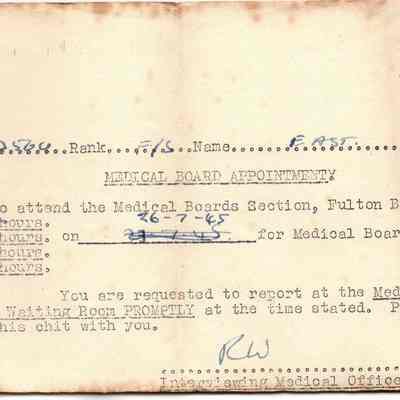 Rank F/S Name EAST.
MEDICAL BOARD APPOINTMENTY
o attend the Medical Boards Section, Fulton B
hours. 26-7-45
hours. on for Medical Boar
hours.
hours.
You are requested to report at the Med
Waiting Room PROMPTLY at the time stated. P
his chit with you.
RW
Interviewing Medical Office